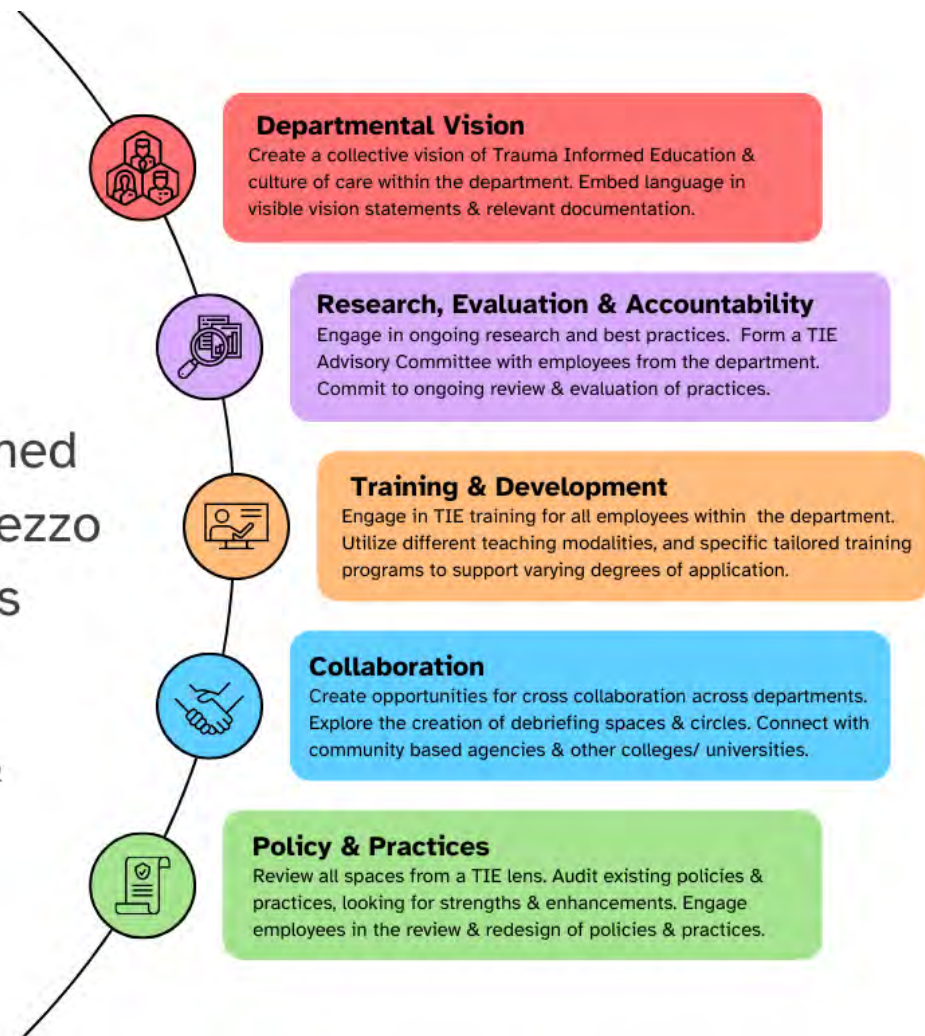 Departmental Vision
Create a collective vision of Trauma Informed Education &
culture of care within the department. Embed language in
visible vision statements & relevant documentation.
Research, Evaluation & Accountability
Engage in ongoing research and best practices. Form a TIE
Advisory Committee with employees from the department.
Commit to ongoing review & evaluation of practices.
Training & Development
Engage in TIE training for all employees within the department.
Utilize different teaching modalities, and specific tailored training
programs to support varying degrees of application.
Collaboration
Create opportunities for cross collaboration across departments.
Explore the creation of debriefing spaces & circles. Connect with
community based agencies & other colleges/ universities.
Policy & Practices
Review all spaces from a TIE lens. Audit existing policies &
practices, looking for strengths & enhancements. Engage
employees in the review & redesign of policies & practices.